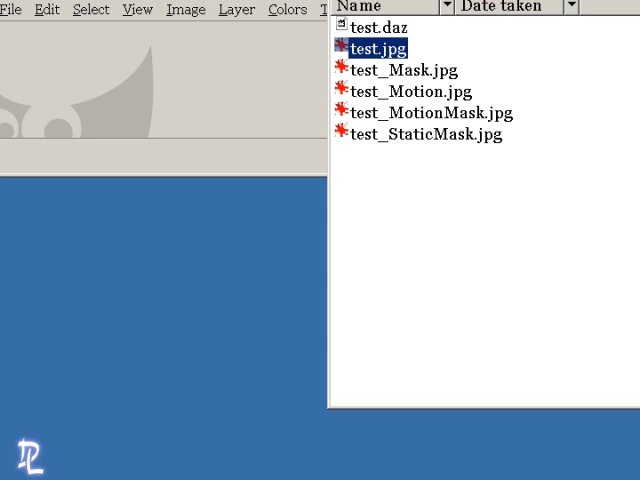 File Edit Select View Image Layer Colors T
Name Date taken
test.daz
test.jpg
test_Mask.jpg
test_Motion.jpg
test_MotionMask.jpg
test_StaticMask.jpg
DL